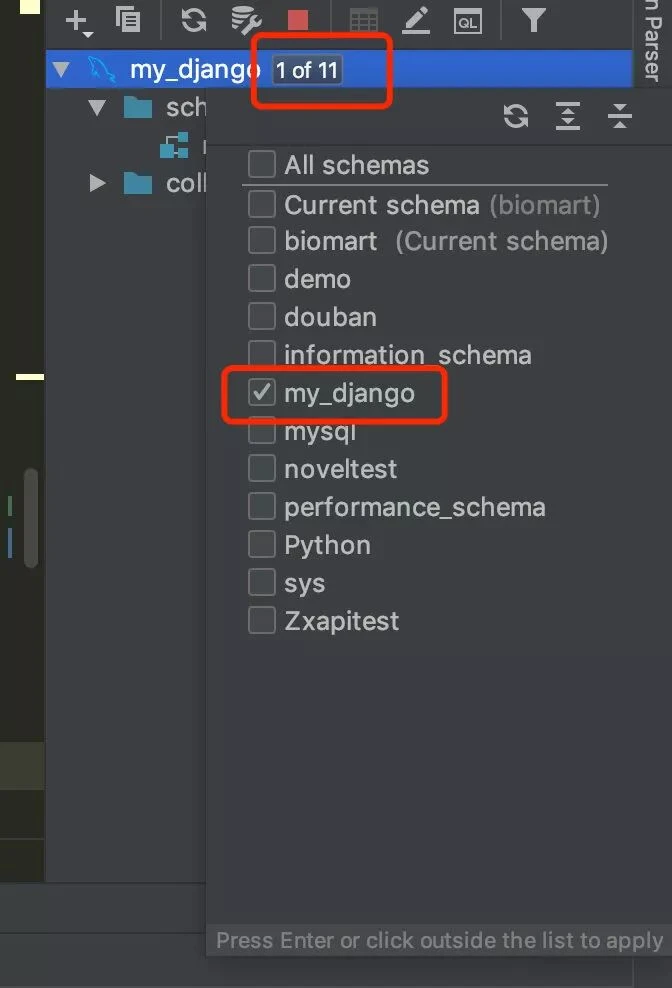 QL
my_django 1 of 11
sch
coll
n Parser
All schemas
Current schema (biomart)
biomart (Current schema)
demo
douban
information_schema
my_django
mysql
noveltest
performance_schema
Python
sys
Zxapitest
Press Enter or click outside the list to apply